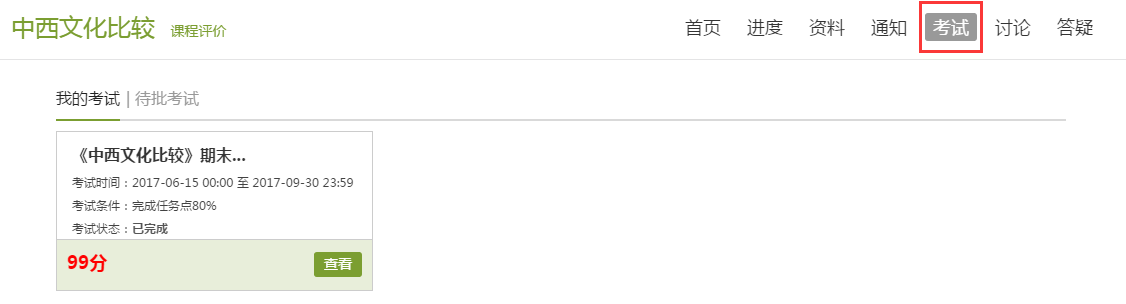 中西文化比较 课程评价 首页 进度 资料 通知 考试 讨论 答疑
我的考试 | 待批考试
《中西文化比较》期末...
考试时间：2017-06-15 00:00 至 2017-09-30 23:59
考试条件：完成任务点80%
考试状态：已完成
99分 查看